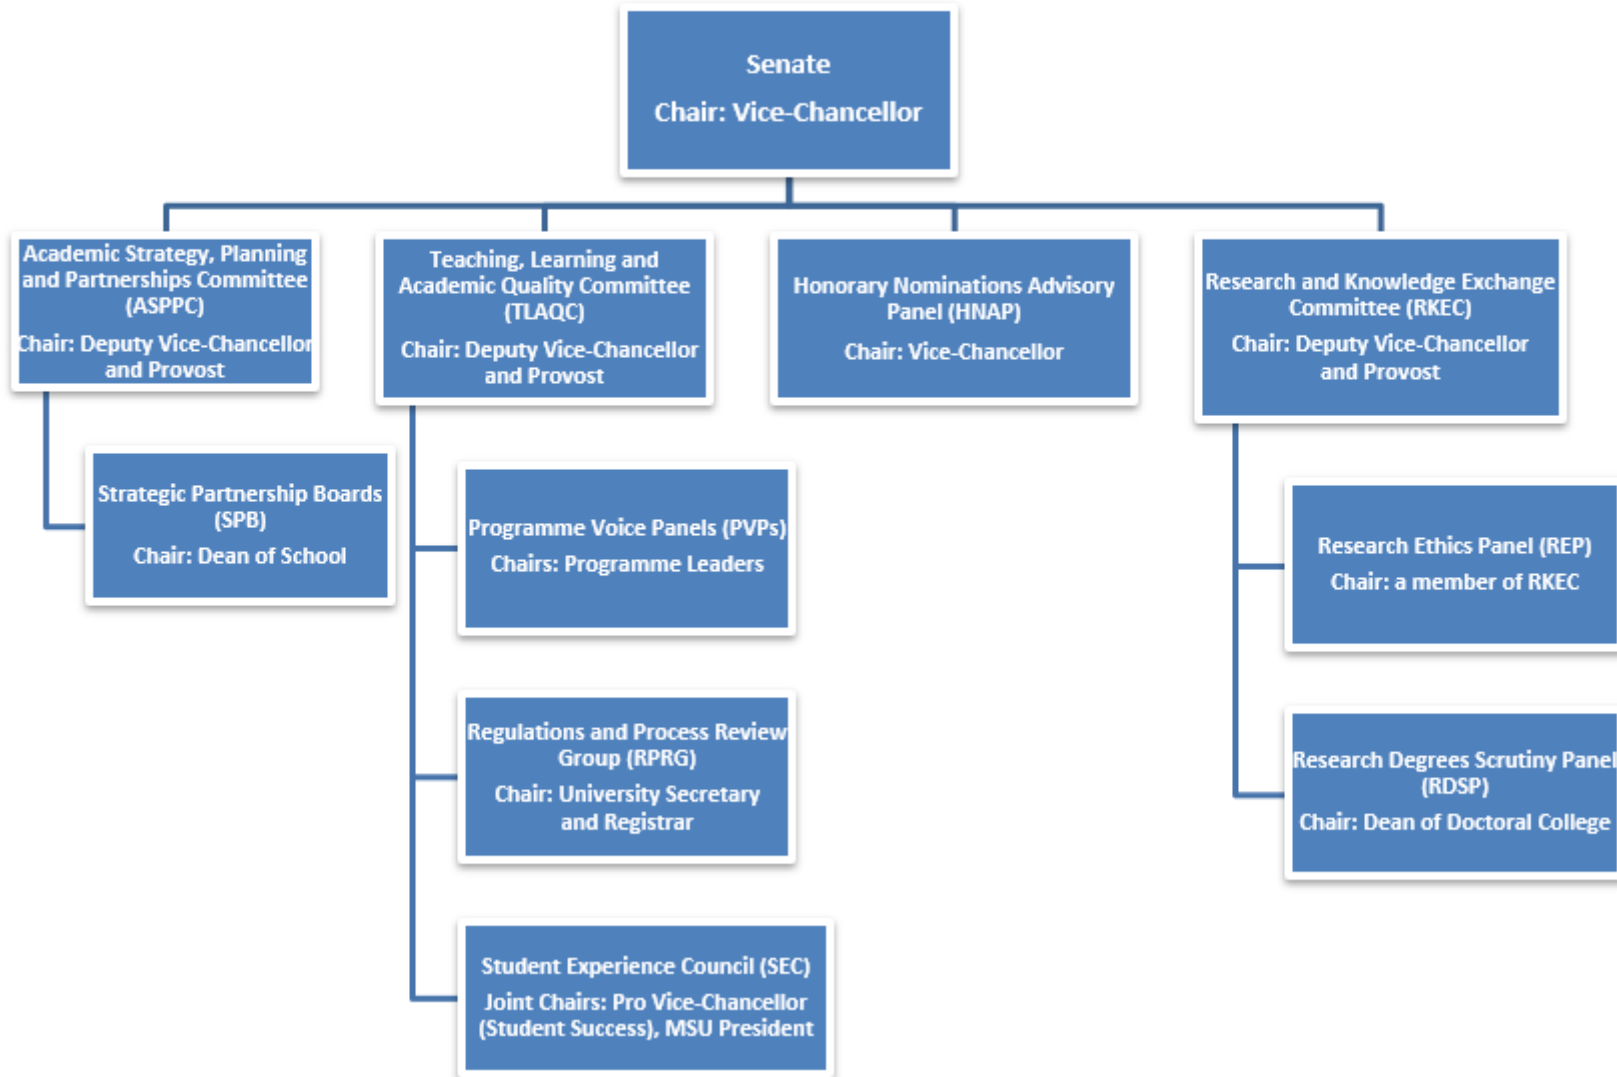 Senate
Chair: Vice-Chancellor
Academic Strategy, Planning
and Partnerships Committee
(ASPPC)
Chair: Deputy Vice-Chancellor
and Provost
Teaching, Learning and
Academic Quality Committee
(TLAQC)
Chair: Deputy Vice-Chancellor
and Provost
Honorary Nominations Advisory
Panel (HNAP)
Chair: Vice-Chancellor
Research and Knowledge Exchange
Committee (RKEC)
Chair: Deputy Vice-Chancellor
and Provost
Strategic Partnership Boards
(SPB)
Chair: Dean of School
Programme Voice Panels (PVPs)
Chairs: Programme Leaders
Regulations and Process Review
Group (RPRG)
Chair: University Secretary
and Registrar
Student Experience Council (SEC)
Joint Chairs: Pro Vice-Chancellor
(Student Success), MSU President
Research Ethics Panel (REP)
Chair: a member of RKEC
Research Degrees Scrutiny Panel
(RDSP)
Chair: Dean of Doctoral College